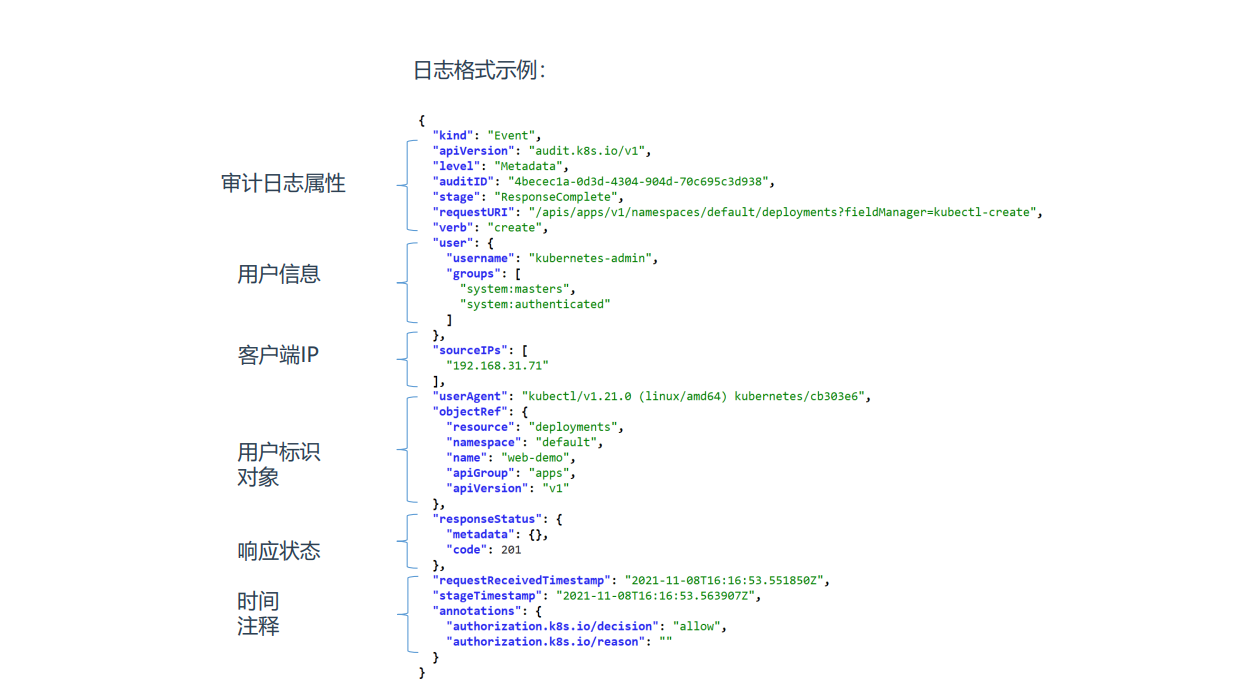 日志格式示例：
{
"kind": "Event",
"apiVersion": "audit.k8s.io/v1",
"level": "Metadata",
"auditID": "4becec1a-0d3d-4304-904d-70c695c3d938",
"stage": "ResponseComplete",
"requestURI": "/apis/apps/v1/namespaces/default/deployments?fieldManager=kubectl-create",
"verb": "create",
审计日志属性
"user": {
"username": "kubernetes-admin",
"groups": [
"system:masters",
"system:authenticated"
]
用户信息
},
"sourceIPs": [
"192.168.31.71"
],
客户端IP
"userAgent": "kubectl/v1.21.0 (linux/amd64) kubernetes/cb303e6",
"objectRef": {
"resource": "deployments",
"namespace": "default",
"name": "web-demo",
"apiGroup": "apps",
"apiVersion": "v1"
},
用户标识
对象
"responseStatus": {
"metadata": {},
"code": 201
},
响应状态
"requestReceivedTimestamp": "2021-11-08T16:16:53.551850Z",
"stageTimestamp": "2021-11-08T16:16:53.563907Z",
"annotations": {
"authorization.k8s.io/decision": "allow",
"authorization.k8s.io/reason": ""
}
时间
注释
}